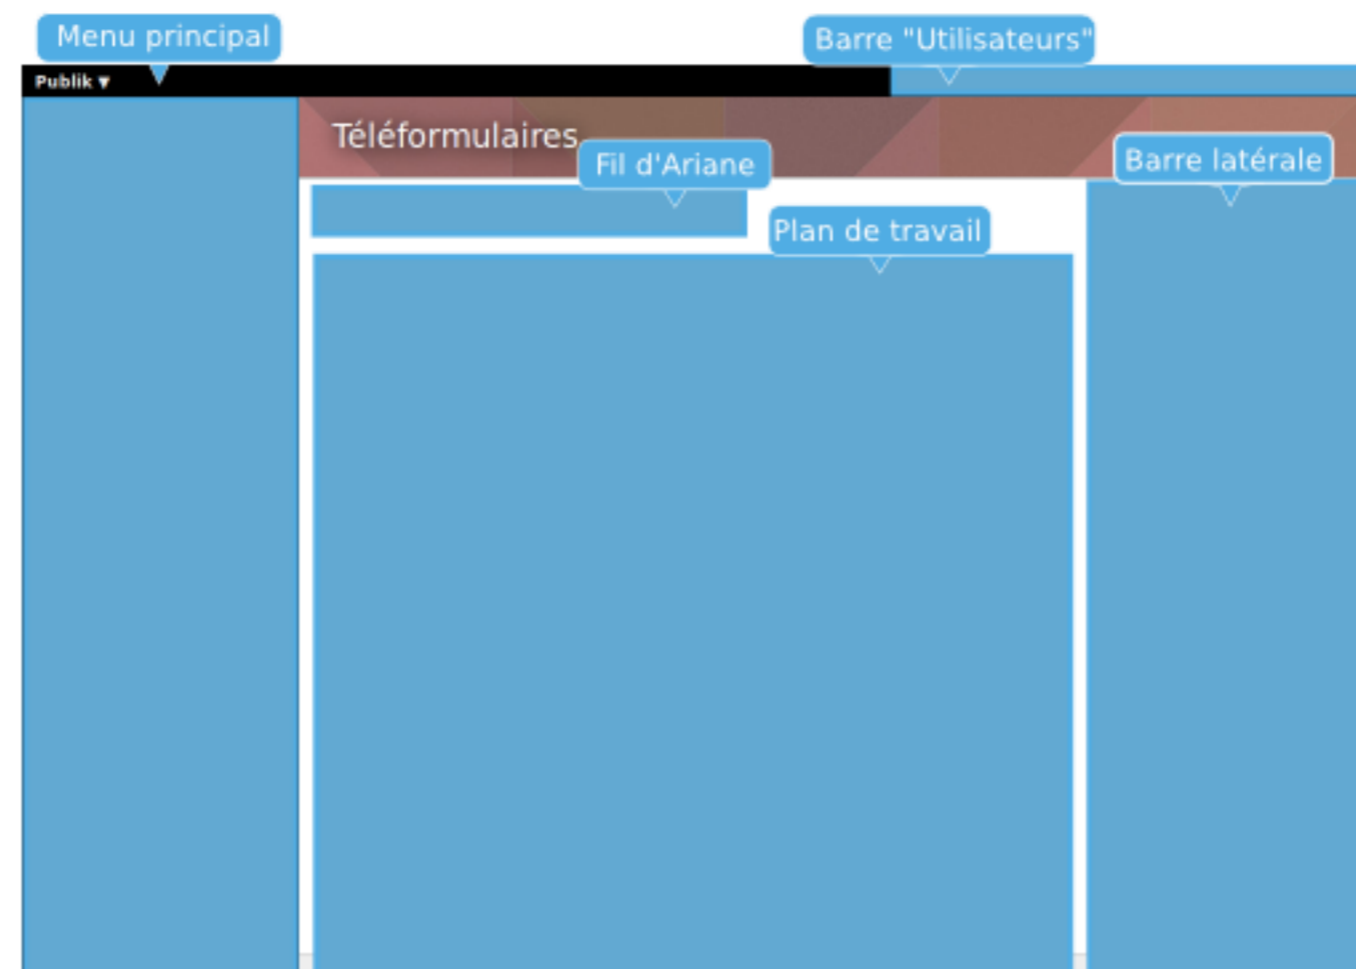 Menu principal
Barre "Utilisateurs"
Publik ▼
Téléformulaires
Fil d'Ariane
Barre latérale
Plan de travail